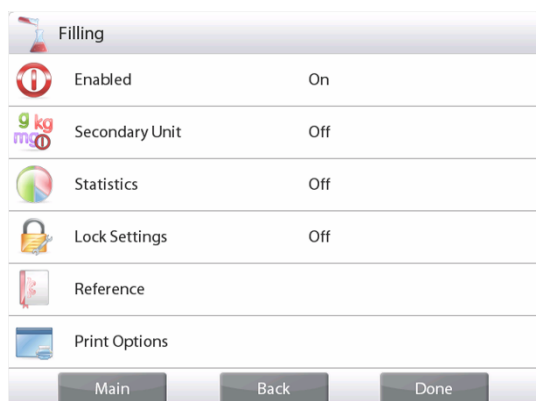 Filling
Enabled On
g kg
mg
Secondary Unit Off
Statistics Off
Lock Settings Off
Reference
Print Options
Main Back Done